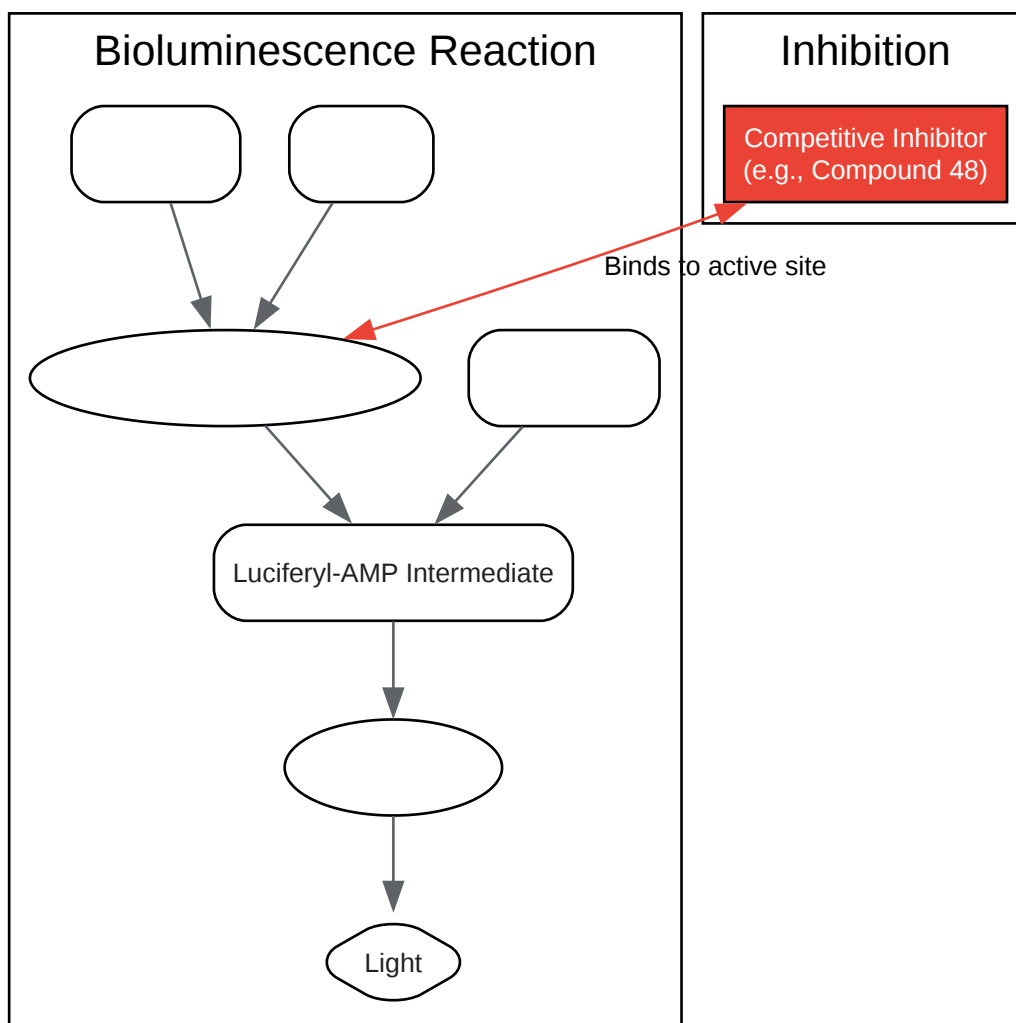 Bioluminescence Reaction
Inhibition
Competitive Inhibitor
(e.g., Compound 48)
Binds to active site
Luciferyl-AMP Intermediate
Light